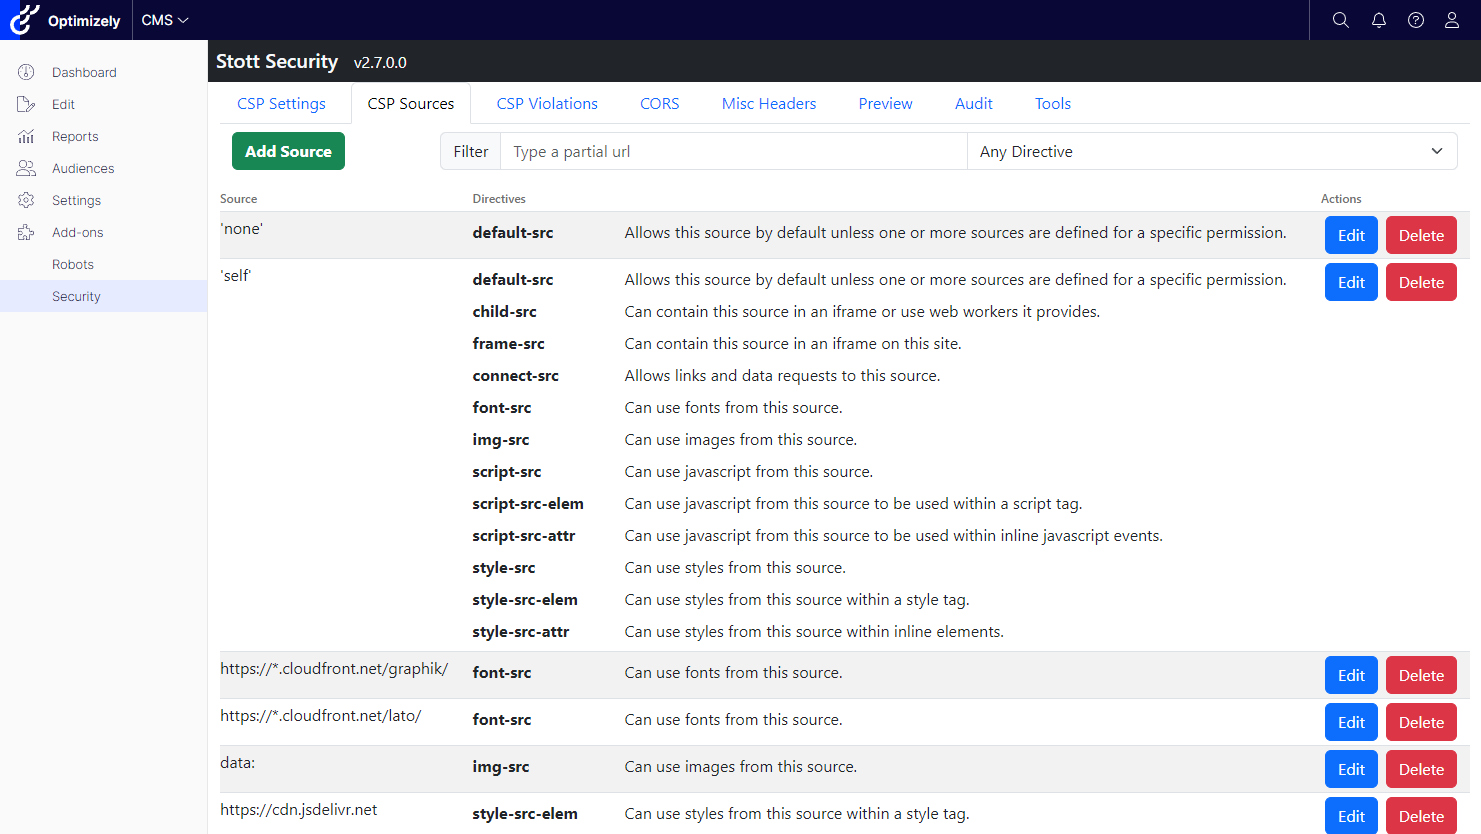 Optimizely CMS
Dashboard
Edit
Reports
Audiences
Settings
Add-ons
Robots
Security
Stott Security v2.7.0.0
CSP Settings CSP Sources CSP Violations CORS Misc Headers Preview Audit Tools
Add Source Filter Type a partial url Any Directive
Source Directives Actions
'none' default-src Allows this source by default unless one or more sources are defined for a specific permission. Edit Delete
'self' default-src Allows this source by default unless one or more sources are defined for a specific permission. Edit Delete
child-src Can contain this source in an iframe or use web workers it provides.
frame-src Can contain this source in an iframe on this site.
connect-src Allows links and data requests to this source.
font-src Can use fonts from this source.
img-src Can use images from this source.
script-src Can use javascript from this source.
script-src-elem Can use javascript from this source to be used within a script tag.
script-src-attr Can use javascript from this source to be used within inline javascript events.
style-src Can use styles from this source.
style-src-elem Can use styles from this source within a style tag.
style-src-attr Can use styles from this source within inline elements.
https://*.cloudfront.net/graphik/ font-src Can use fonts from this source. Edit Delete
https://*.cloudfront.net/lato/ font-src Can use fonts from this source. Edit Delete
data: img-src Can use images from this source. Edit Delete
https://cdn.jsdelivr.net style-src-elem Can use styles from this source within a style tag. Edit Delete